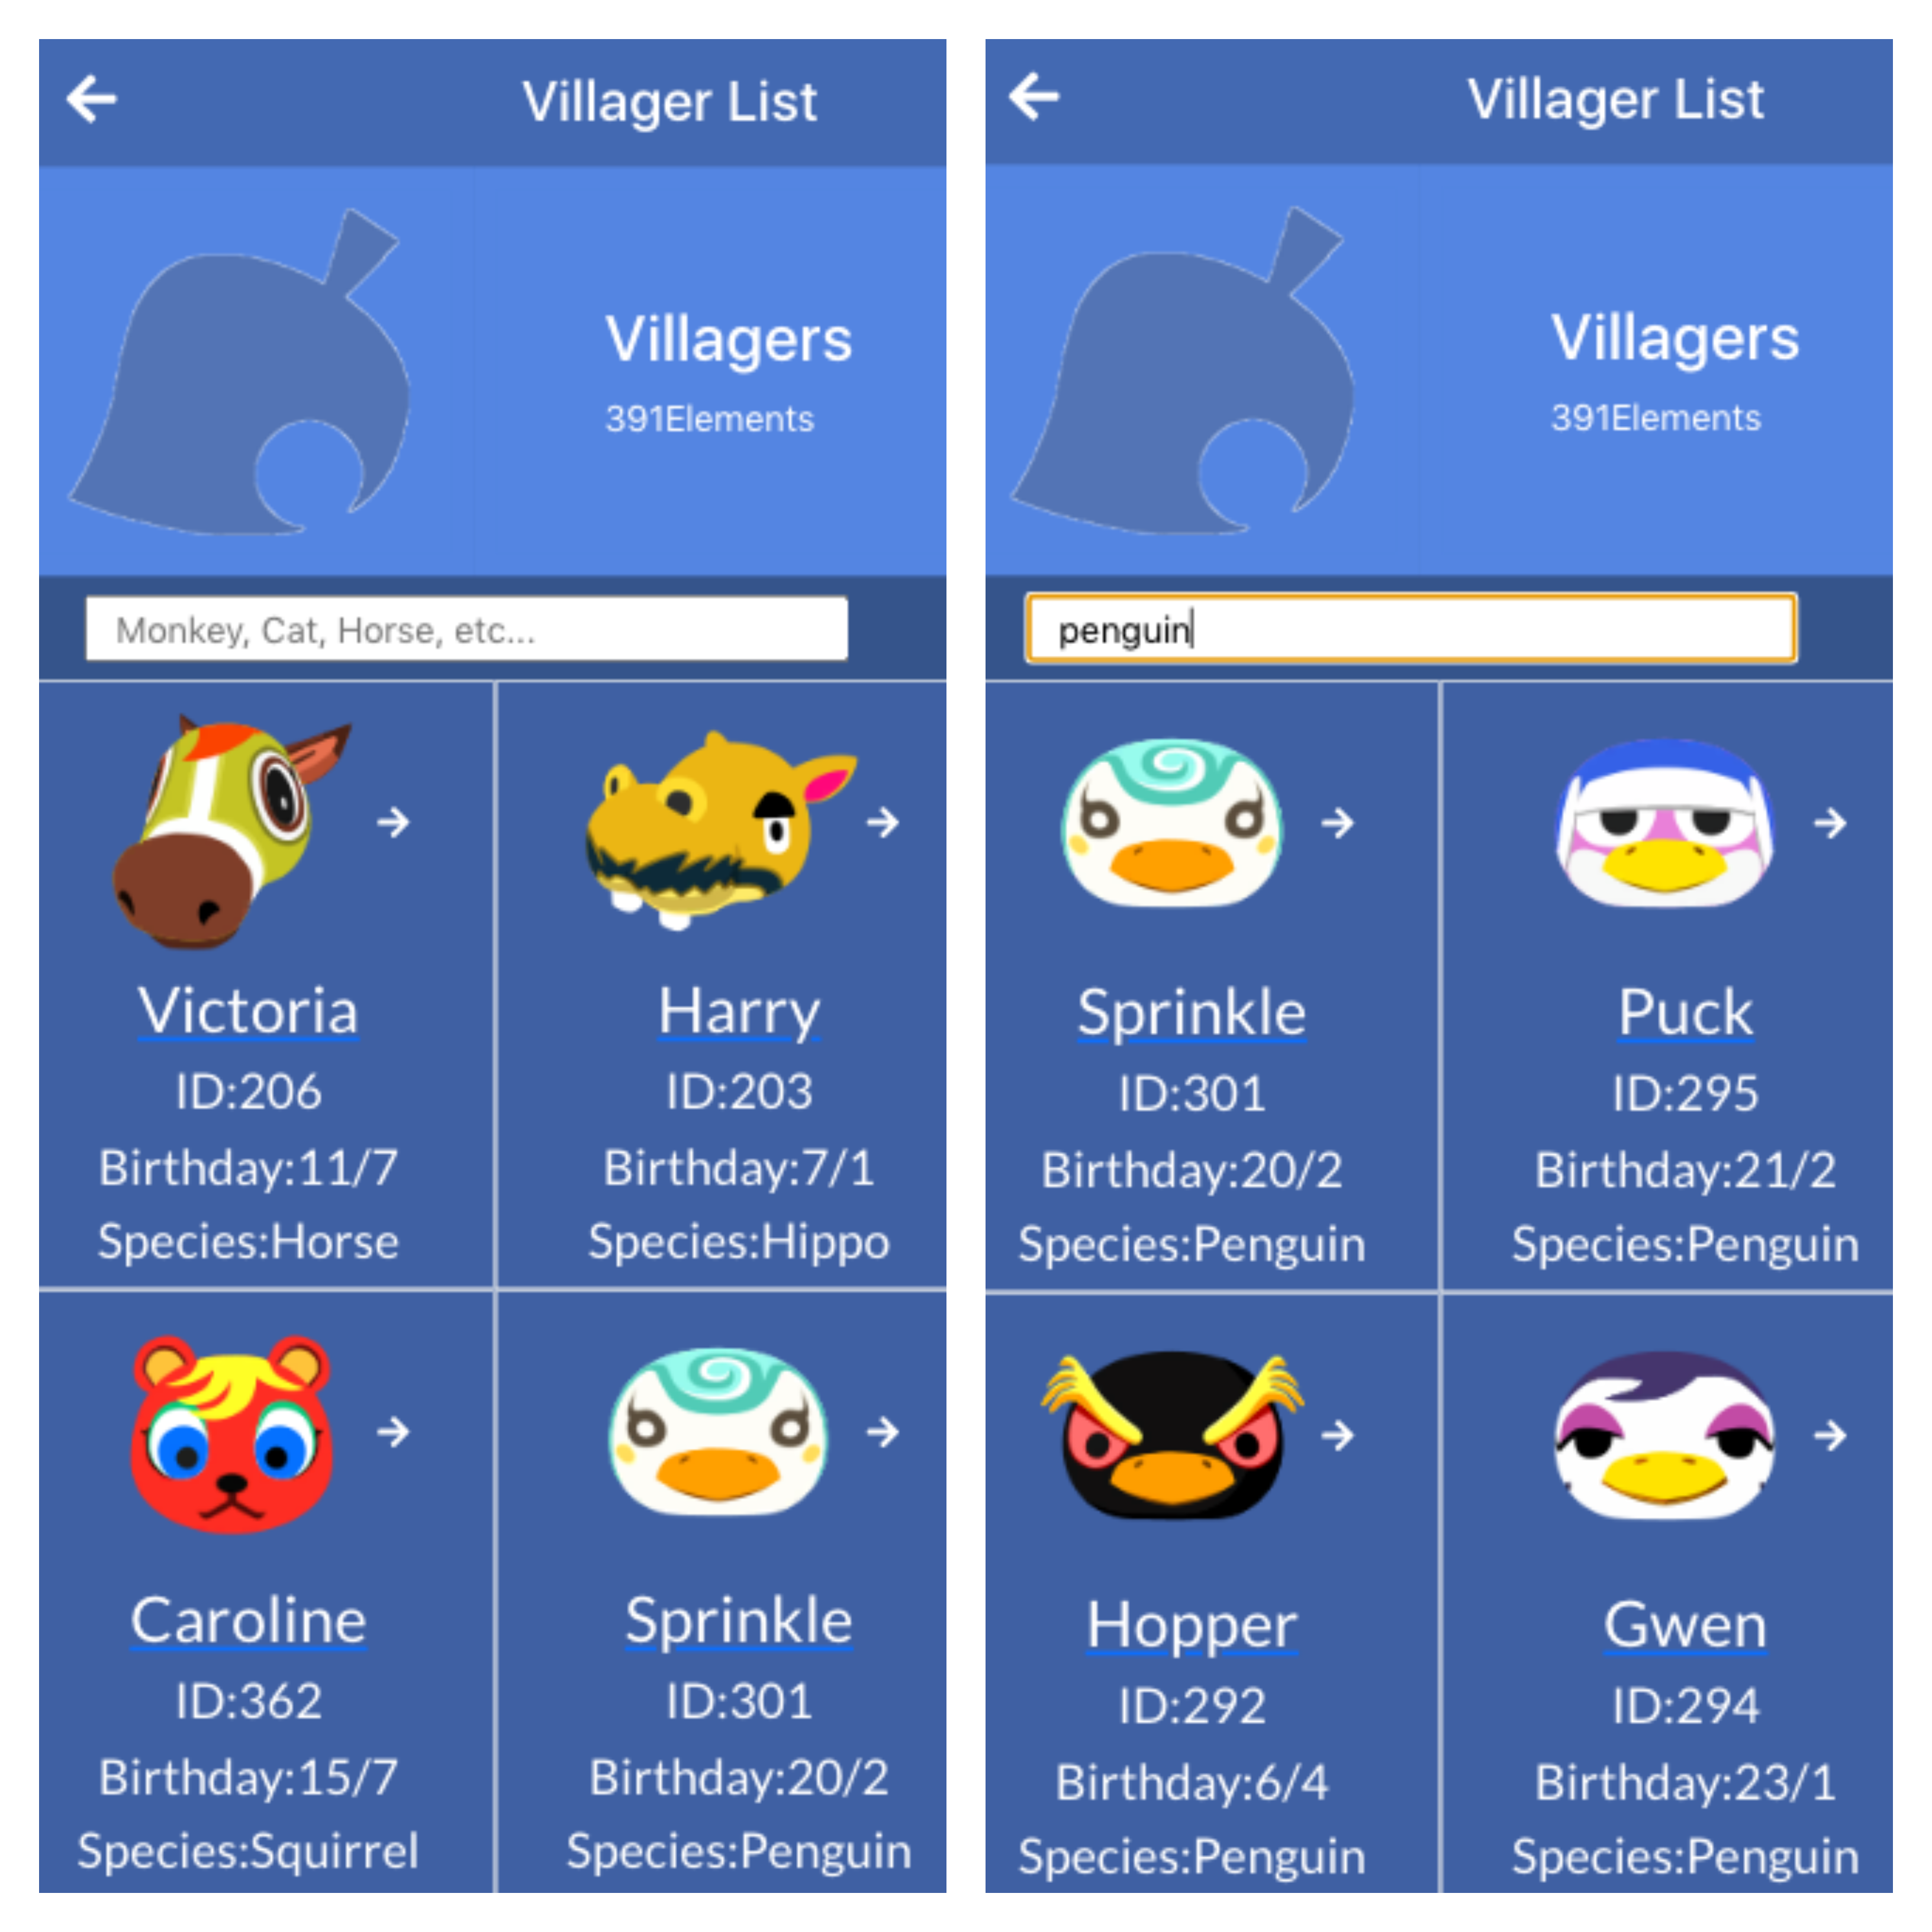 Villager List
Villagers
391Elements
Monkey, Cat, Horse, etc...
Victoria
ID:206
Birthday:11/7
Species:Horse
Harry
ID:203
Birthday:7/1
Species:Hippo
Caroline
ID:362
Birthday:15/7
Species:Squirrel
Sprinkle
ID:301
Birthday:20/2
Species:Penguin
Villager List
Villagers
391Elements
penguin
Sprinkle
ID:301
Birthday:20/2
Species:Penguin
Puck
ID:295
Birthday:21/2
Species:Penguin
Hopper
ID:292
Birthday:6/4
Species:Penguin
Gwen
ID:294
Birthday:23/1
Species:Penguin